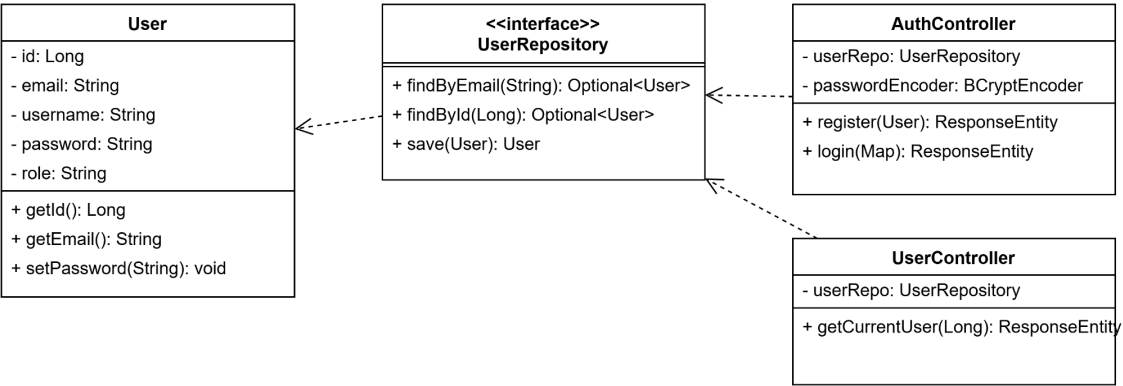 User
- id: Long
- email: String
- username: String
- password: String
- role: String
+ getId(): Long
+ getEmail(): String
+ setPassword(String): void
<<interface>>
UserRepository
+ findByEmail(String): Optional<User>
+ findById(Long): Optional<User>
+ save(User): User
AuthController
- userRepo: UserRepository
- passwordEncoder: BCryptEncoder
+ register(User): ResponseEntity
+ login(Map): ResponseEntity
UserController
- userRepo: UserRepository
+ getCurrentUser(Long): ResponseEntity